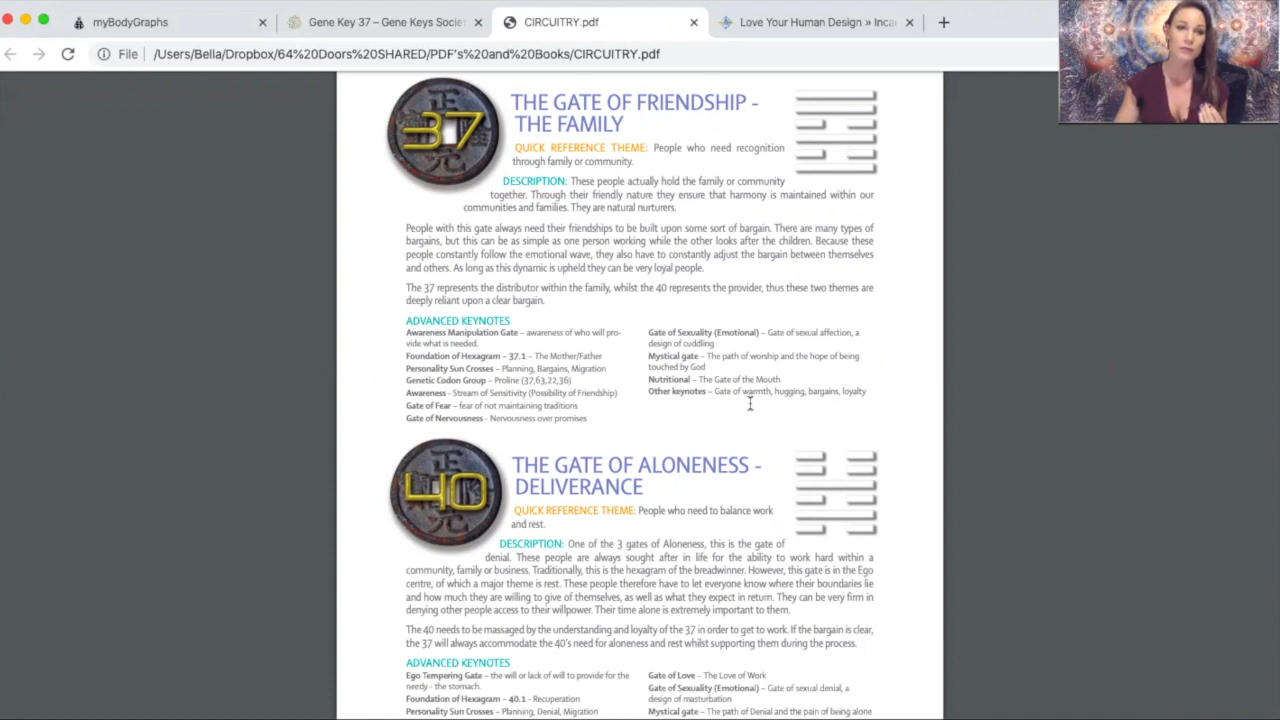 myBodyGraphs
Gene Key 37 – Gene Keys Societ
CIRCUITRY.pdf
Love Your Human Design » Inca
File
/Users/Bella/Dropbox/64%20Doors%20SHARED/PDF's%20and%20Books/CIRCUITRY.pdf
37
THE GATE OF FRIENDSHIP -
THE FAMILY
QUICK REFERENCE THEME: People who need recognition
through family or community.
DESCRIPTION: These people actually hold the family or community
together. Through their friendly nature they ensure that harmony is maintained within our
communities and families. They are natural nurturers.
People with this gate always need their friendships to be built upon some sort of bargain. There are many types of
bargains, but this can be as simple as one person working while the other looks after the children. Because these
people constantly follow the emotional wave, they also have to constantly adjust the bargain between themselves
and others. As long as this dynamic is upheld they can be very loyal people.
The 37 represents the distributor within the family, whilst the 40 represents the provider, thus these two themes are
deeply reliant upon a clear bargain.
ADVANCED KEYNOTES
Awareness Manipulation Gate – awareness of who will pro-
vide what is needed.
Foundation of Hexagram – 37.1 – The Mother/Father
Personality Sun Crosses – Planning, Bargains, Migration
Genetic Codon Group – Proline (37,63,22,36)
Awareness - Stream of Sensitivity (Possibility of Friendship)
Gate of Fear – fear of not maintaining traditions
Gate of Nervousness - Nervousness over promises
Gate of Sexuality (Emotional) – Gate of sexual affection, a
design of cuddling
Mystical gate – The path of worship and the hope of being
touched by God
Nutritional – The Gate of the Mouth
Other keynotes – Gate of warmth, hugging, bargains, loyalty
40
THE GATE OF ALONENESS -
DELIVERANCE
QUICK REFERENCE THEME: People who need to balance work
and rest.
DESCRIPTION: One of the 3 gates of Aloneness, this is the gate of
denial. These people are always sought after in life for the ability to work hard within a
community, family or business. Traditionally, this is the hexagram of the breadwinner. However, this gate is in the Ego
centre, of which a major theme is rest. These people therefore have to let everyone know where their boundaries lie
and how much they are willing to give of themselves, as well as what they expect in return. They can be very firm in
denying other people access to their willpower. Their time alone is extremely important to them.
The 40 needs to be massaged by the understanding and loyalty of the 37 in order to get to work. If the bargain is clear,
the 37 will always accommodate the 40's need for aloneness and rest whilst supporting them during the process.
ADVANCED KEYNOTES
Ego Tempering Gate – the will or lack of will to provide for the
needy - the stomach.
Foundation of Hexagram – 40.1 - Recuperation
Personality Sun Crosses – Planning, Denial, Migration
Gate of Love – The Love of Work
Gate of Sexuality (Emotional) – Gate of sexual denial, a
design of masturbation
Mystical gate – The path of Denial and the pain of being alone